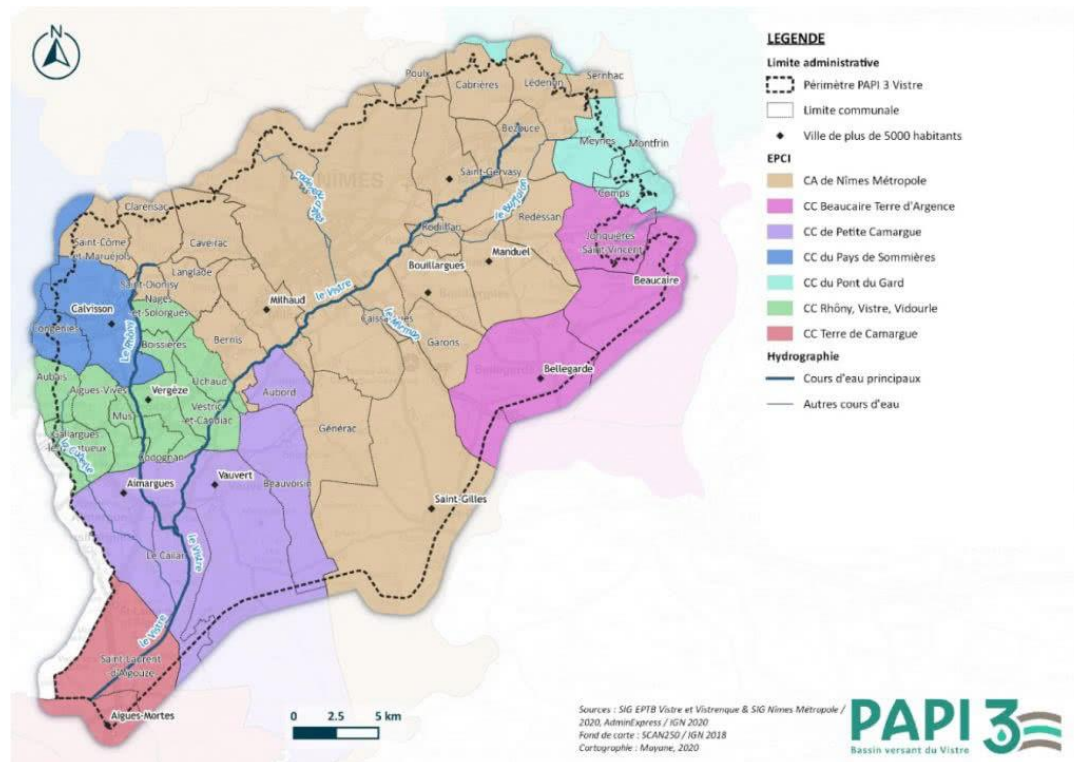 N
LEGENDE
Limite administrative
Périmètre PAPI 3 Vistre
Limite communale
Ville de plus de 5000 habitants
EPCI
CA de Nîmes Métropole
CC Beaucaire Terre d'Argence
CC de Petite Camargue
CC du Pays de Sommières
CC du Pont du Gard
CC Rhôny, Vistre, Vidourle
CC Terre de Camargue
Hydrographie
Cours d'eau principaux
Autres cours d'eau
Poulx
Cabrières
Lédenon
Sernhac
Bezouce
Meynes
Montfrin
NÎMES
Saint-Gervasy
Comps
Clarensac
le Buffalon
Redessan
Rodilhan
Jonquières
Saint-Vincent
Saint-Côme
et-Maruéjols
Caveirac
Manduel
Bouillargues
Langlade
Beaucaire
Saint-Dionisy
le Vistre
Nages
et-Solorgues
Milhaud
Calvisson
Garons
Le Rhôny
Boissières
Bernis
Aubais
Uchaud
Bellegarde
Aigues-Vives
Vergèze
Aubord
Vestric
-et-Candiac
Mus
Générac
Codognan
Vauvert
Aimargues
Beauvoisin
Saint-Gilles
le Vistre
Le Cailar
le Vistre
Saint-Laurent
d'Aigouze
Aigues-Mortes
0 2.5 5 km
Sources : SIG EPTB Vistre et Vistrenque & SIG Nîmes Métropole /
2020, AdminExpress / IGN 2020
Fond de carte : SCAN250 / IGN 2018
Cartographie : Mayane, 2020
PAPI 3
Bassin versant du Vistre